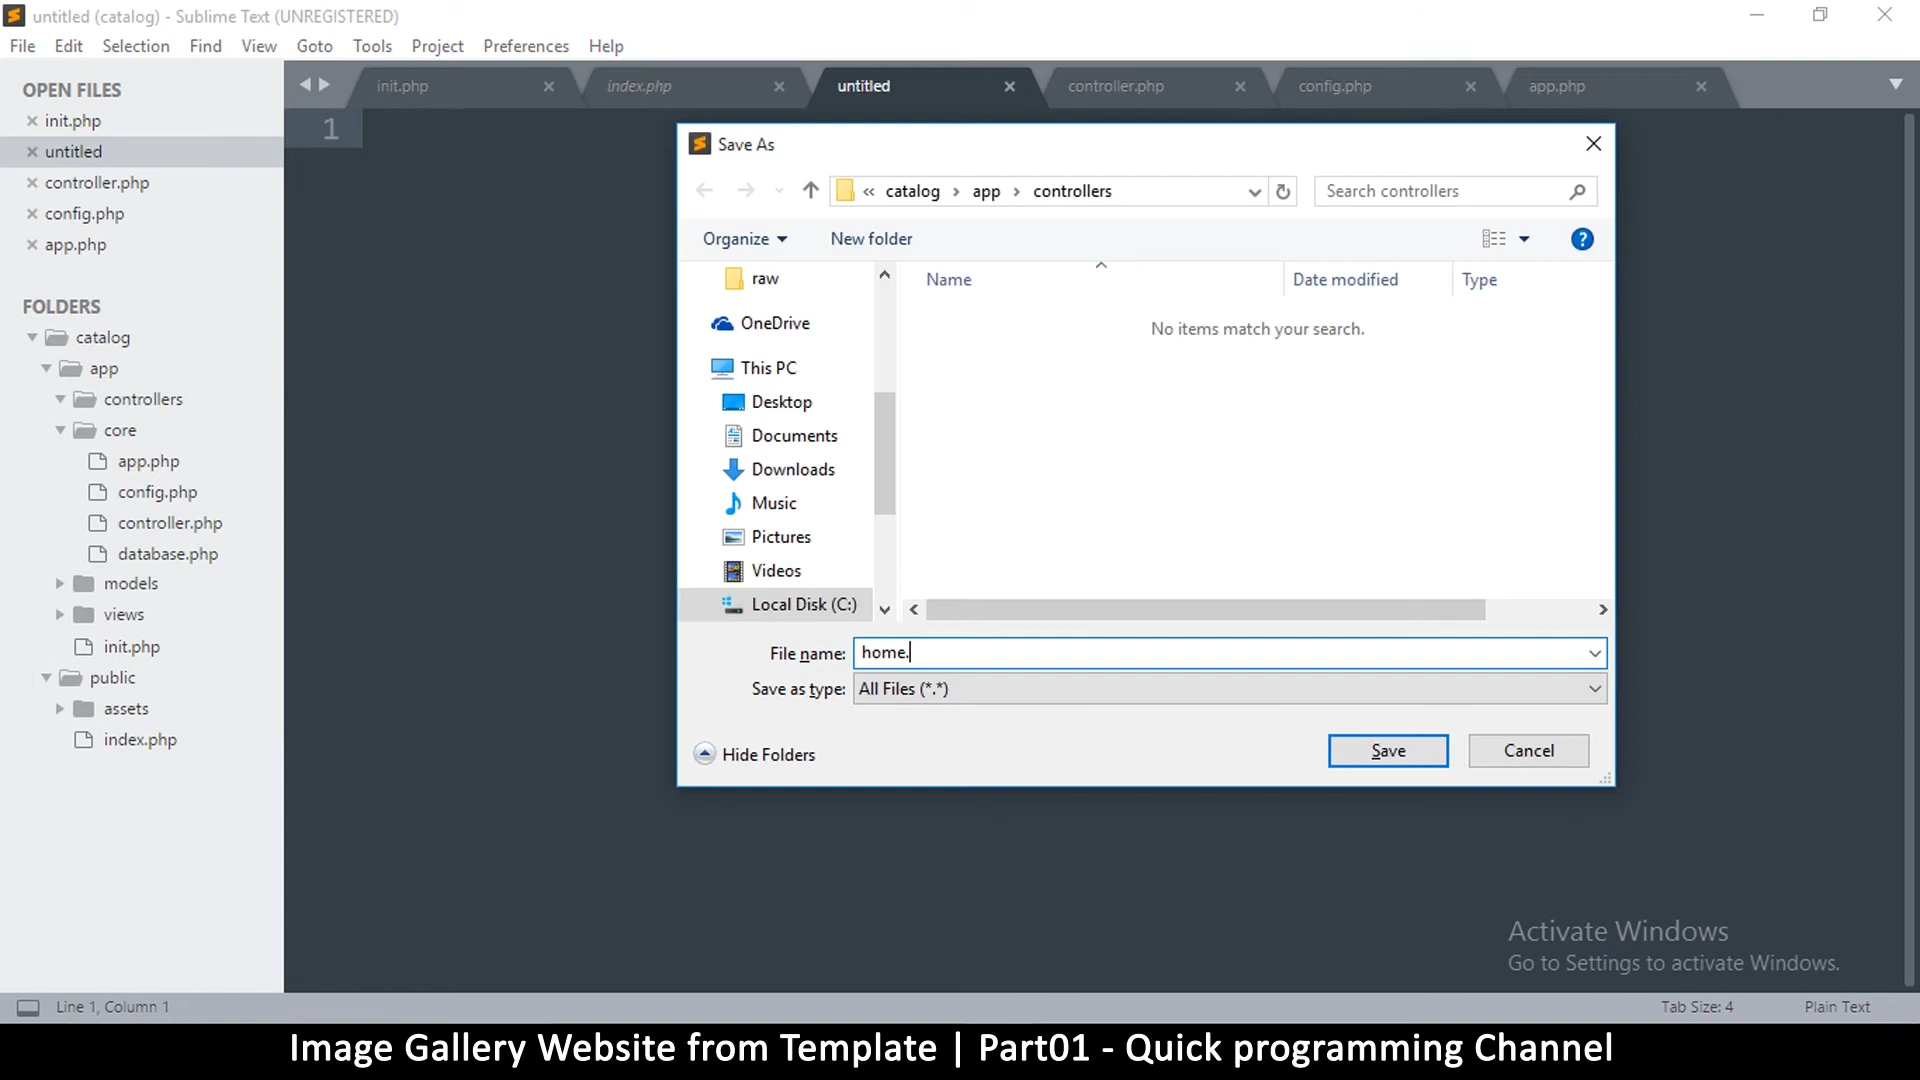 untitled (catalog) - Sublime Text (UNREGISTERED)
File Edit Selection Find View Goto Tools Project Preferences Help
OPEN FILES
init.php
untitled
controller.php
config.php
app.php
FOLDERS
catalog
app
controllers
core
app.php
config.php
controller.php
database.php
models
views
init.php
public
assets
index.php
init.php index.php untitled controller.php config.php app.php
1
Save As
« catalog > app > controllers
Search controllers
Organize New folder
?
raw
OneDrive
This PC
Desktop
Documents
Downloads
Music
Pictures
Videos
Local Disk (C:)
Name Date modified Type
No items match your search.
File name: home.
Save as type: All Files (*.*)
Hide Folders
Save Cancel
Activate Windows
Go to Settings to activate Windows.
Line 1, Column 1 Tab Size: 4 Plain Text
Image Gallery Website from Template | Part01 - Quick programming Channel